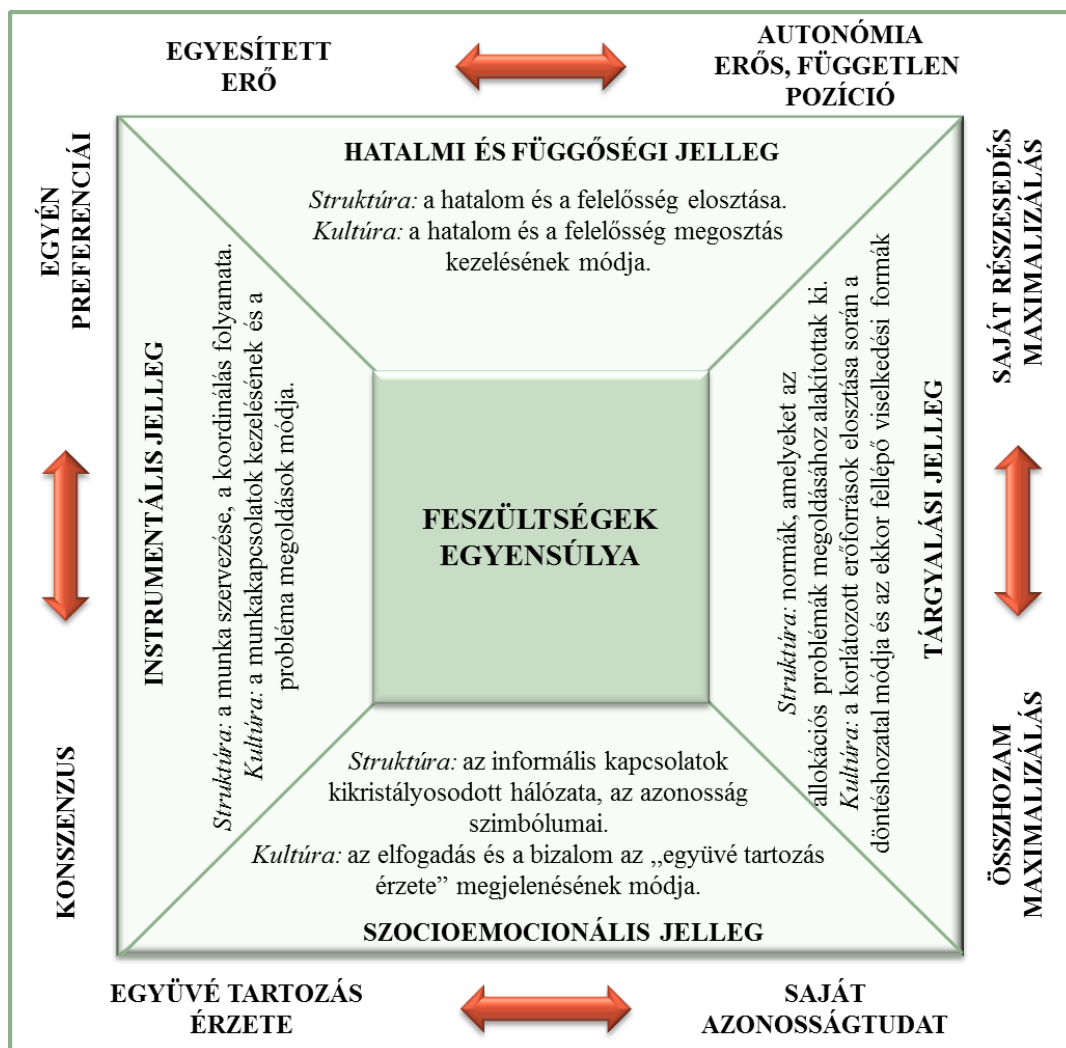 EGYESÍTETT
ERŐ
AUTONÓMIA
ERŐS, FÜGGETLEN
POZÍCIÓ
EGYÉN
PREFERENCIÁI
KONSZENZUS
HATALMI ÉS FÜGGŐSÉGI JELLEG
Struktúra: a hatalom és a felelősség elosztása.
Kultúra: a hatalom és a felelősség megosztás
kezelésének módja.
INSTRUMENTÁLIS JELLEG
Struktúra: a munka szervezése, a koordinálás folyamata.
Kultúra: a munkakapcsolatok kezelésének és a
probléma megoldások módja.
FESZÜLTSÉGEK
EGYENSÚLYA
Struktúra: normák, amelyeket az
allokációs problémák megoldásához alakítottak ki.
Kultúra: a korlátozott erőforrások elosztása során a
döntéshozatal módja és az ekkor fellépő viselkedési formák
TÁRGYALÁSI JELLEG
SAJÁT RÉSZESEDÉS
MAXIMALIZÁLÁS
ÖSSZHOZAM
MAXIMALIZÁLÁS
Struktúra: az informális kapcsolatok
kikristályosodott hálózata, az azonosság
szimbólumai.
Kultúra: az elfogadás és a bizalom az „együvé tartozás
érzete” megjelenésének módja.
SZOCIOEMOCIONÁLIS JELLEG
EGYÜVÉ TARTOZÁS
ÉRZETE
SAJÁT
AZONOSSÁGTUDAT